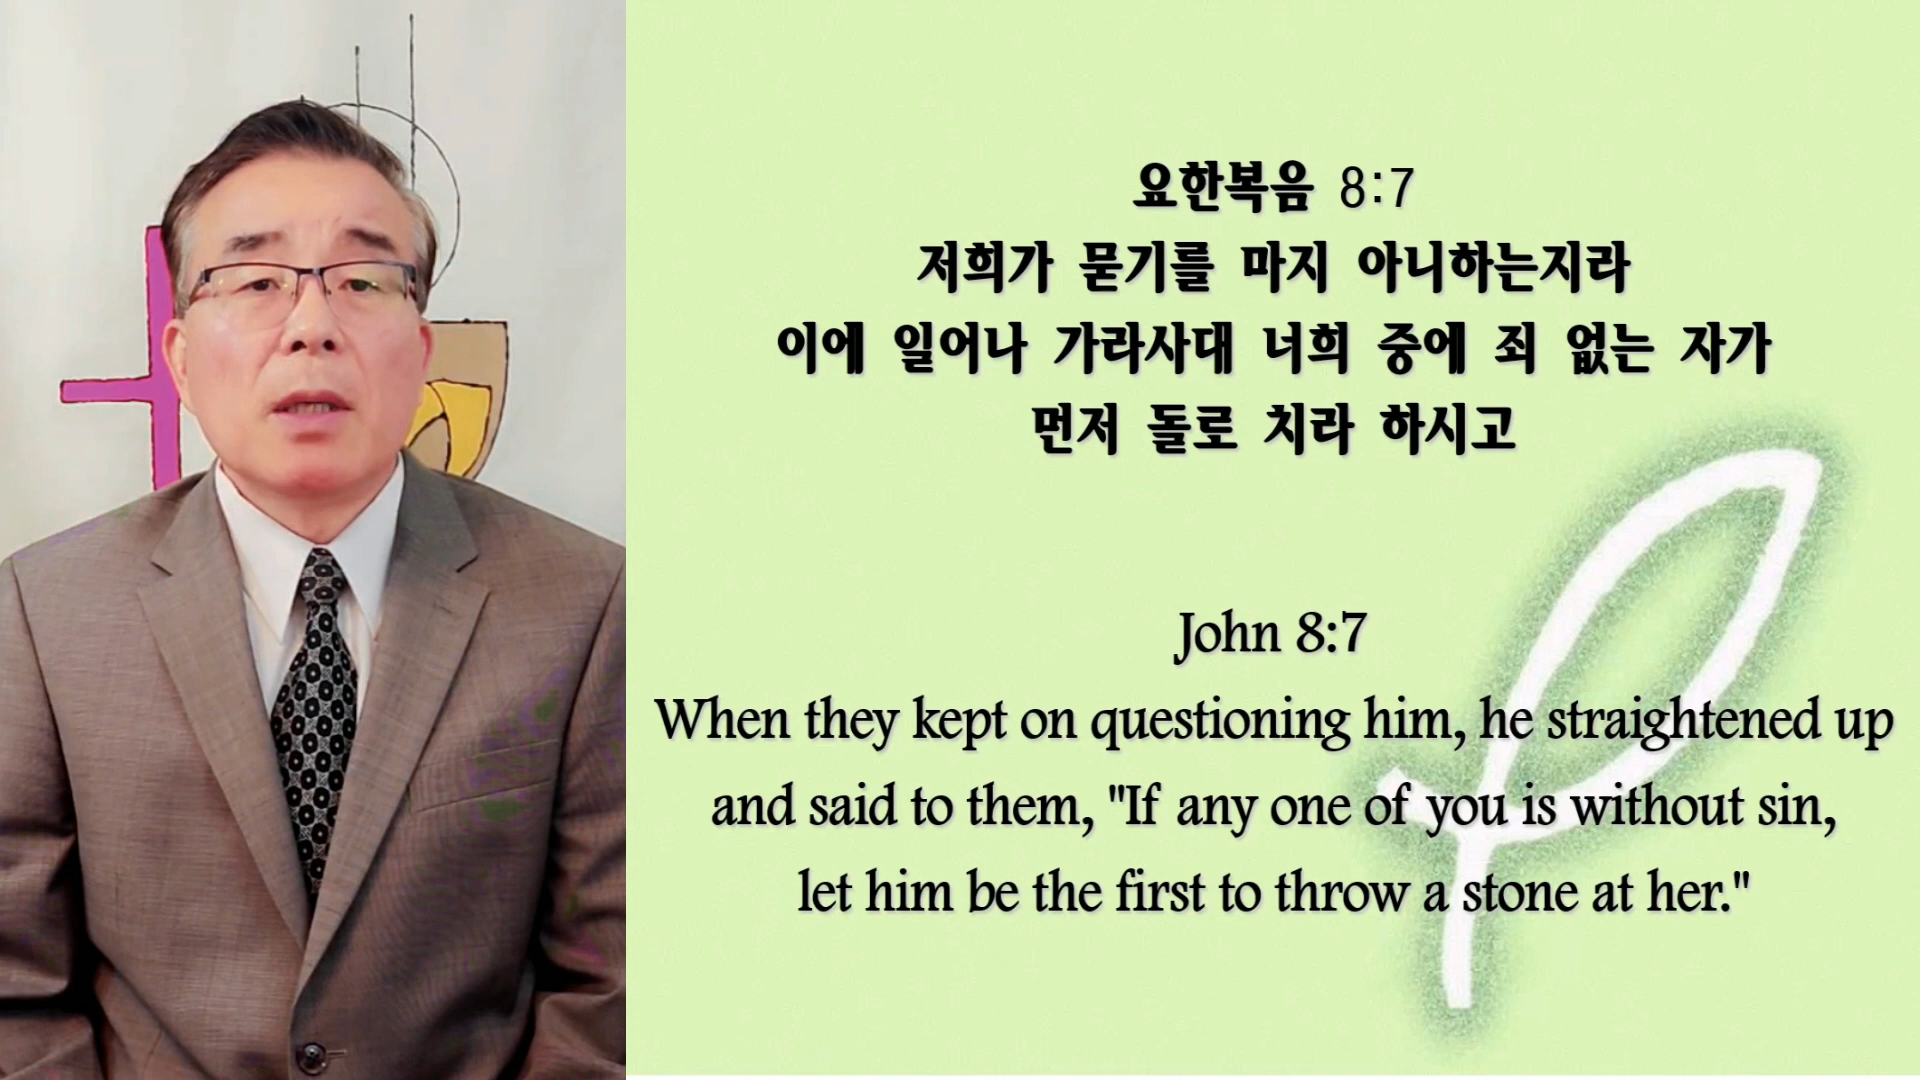 요한복음 8:7
저희가 묻기를 마지 아니하는지라
이에 일어나 가라사대 너희 중에 죄 없는 자가
먼저 돌로 치라 하시고
John 8:7
When they kept on questioning him, he straightened up
and said to them, "If any one of you is without sin,
let him be the first to throw a stone at her."